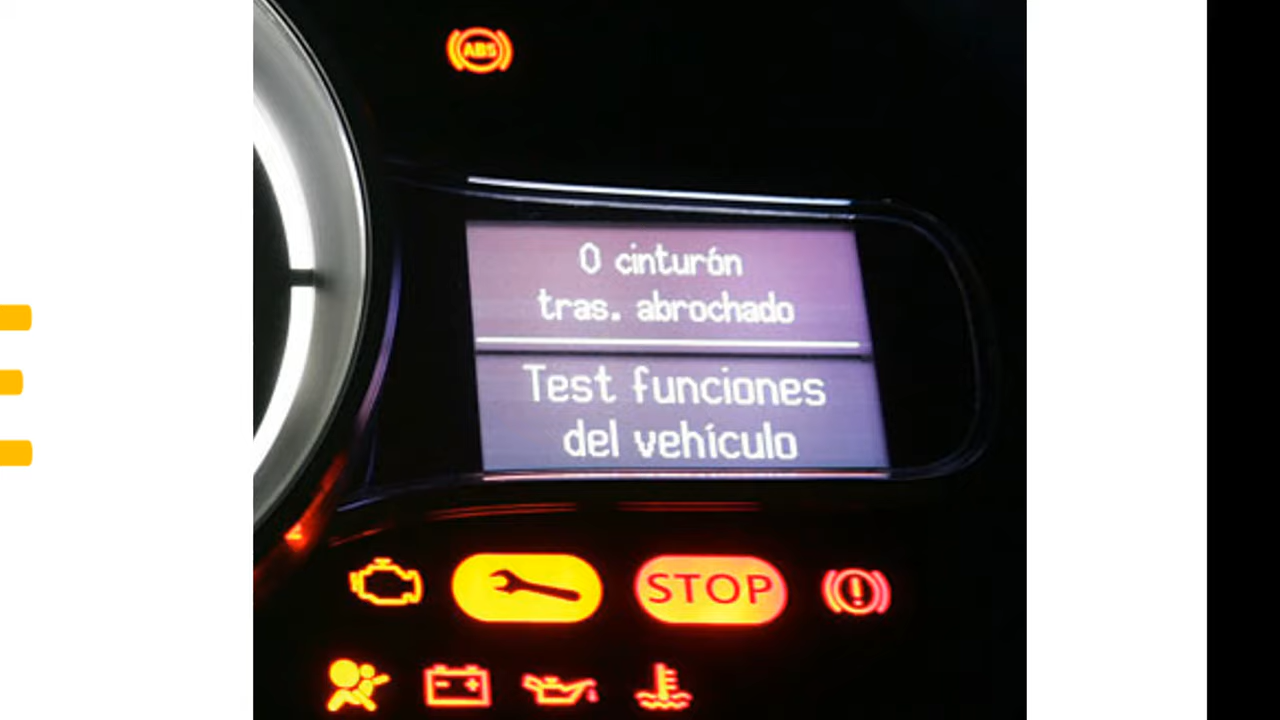 ABS
0 cinturón
tras. abrochado
Test funciones
del vehículo
STOP